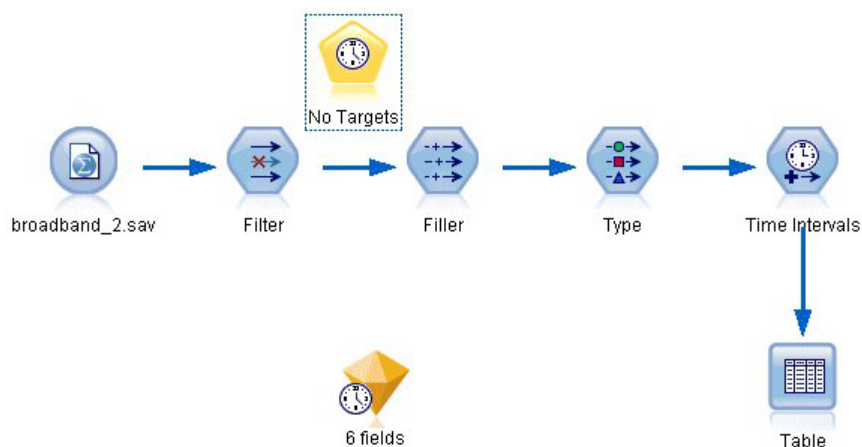 No Targets
broadband_2.sav
Filter
Filler
Type
Time Intervals
6 fields
Table